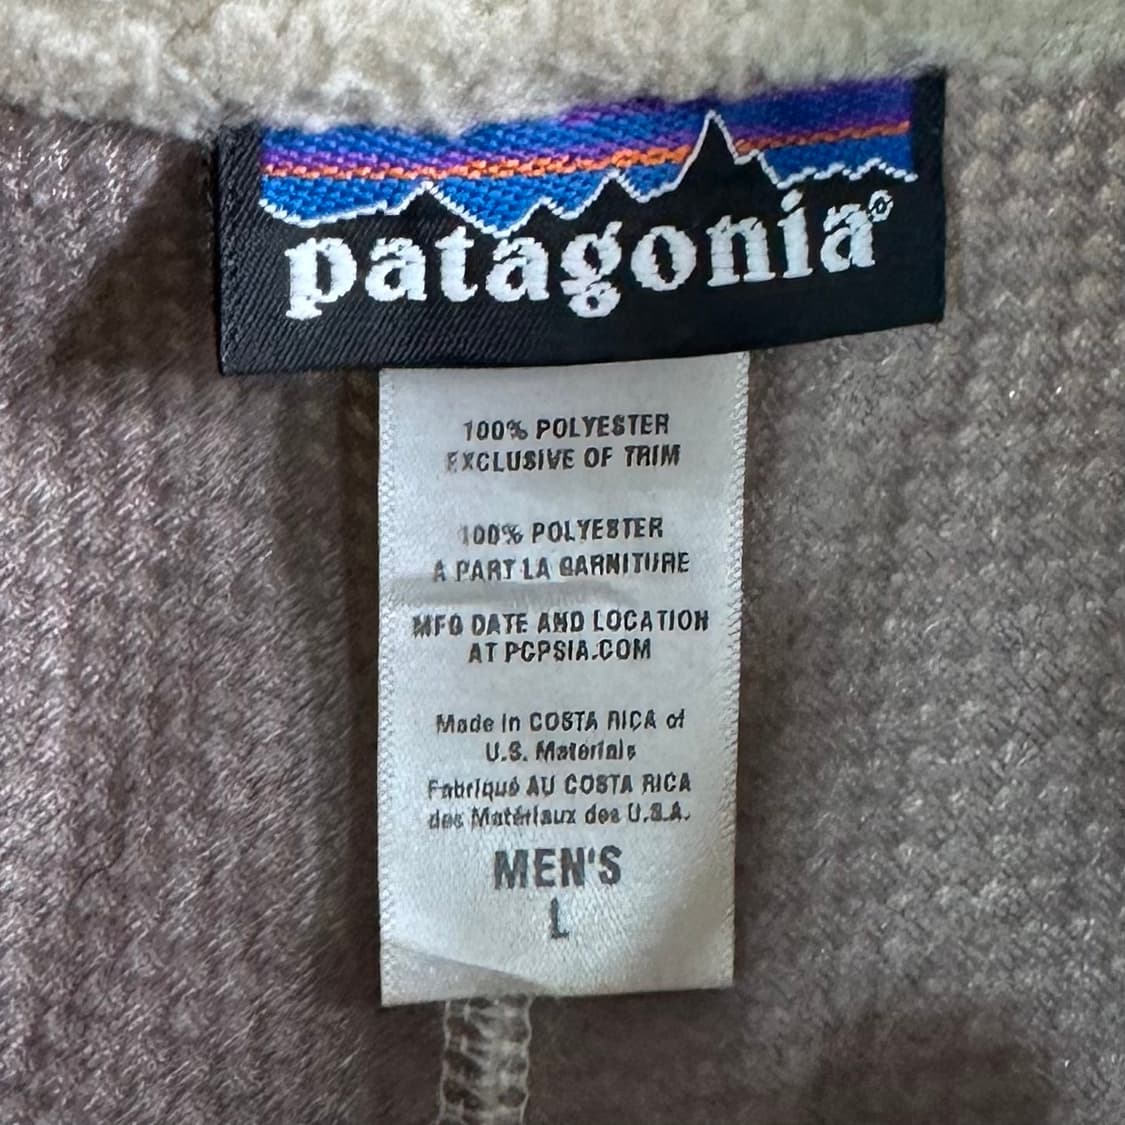 patagonia®
100% POLYESTER
EXCLUSIVE OF TRIM
100% POLYESTER
A PART LA GARNITURE
MFG DATE AND LOCATION
AT PCPSIA.COM
Made in COSTA RICA of
U.S. Materials
Fabriqué AU COSTA RICA
des Matériaux des U.S.A.
MEN'S
L